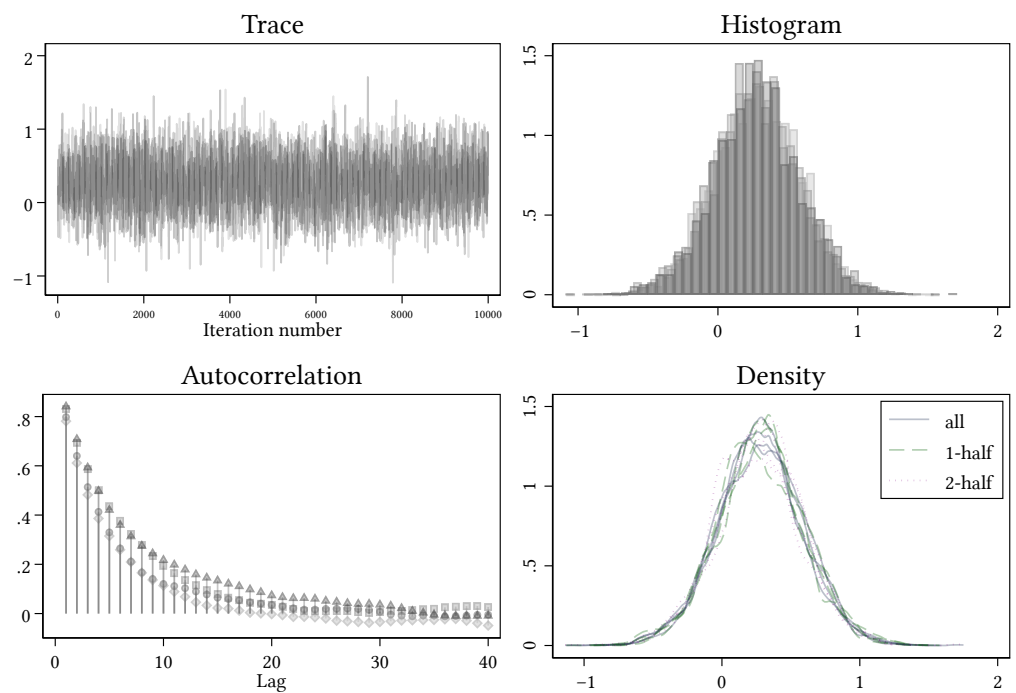 Trace
2
1
0
−1
0 2000 4000 6000 8000 10000
Iteration number
Histogram
1.5
1
.5
0
−1 0 1 2
Autocorrelation
.8
.6
.4
.2
0
0 10 20 30 40
Lag
Density
1.5
1
.5
0
−1 0 1 2
all
1-half
2-half